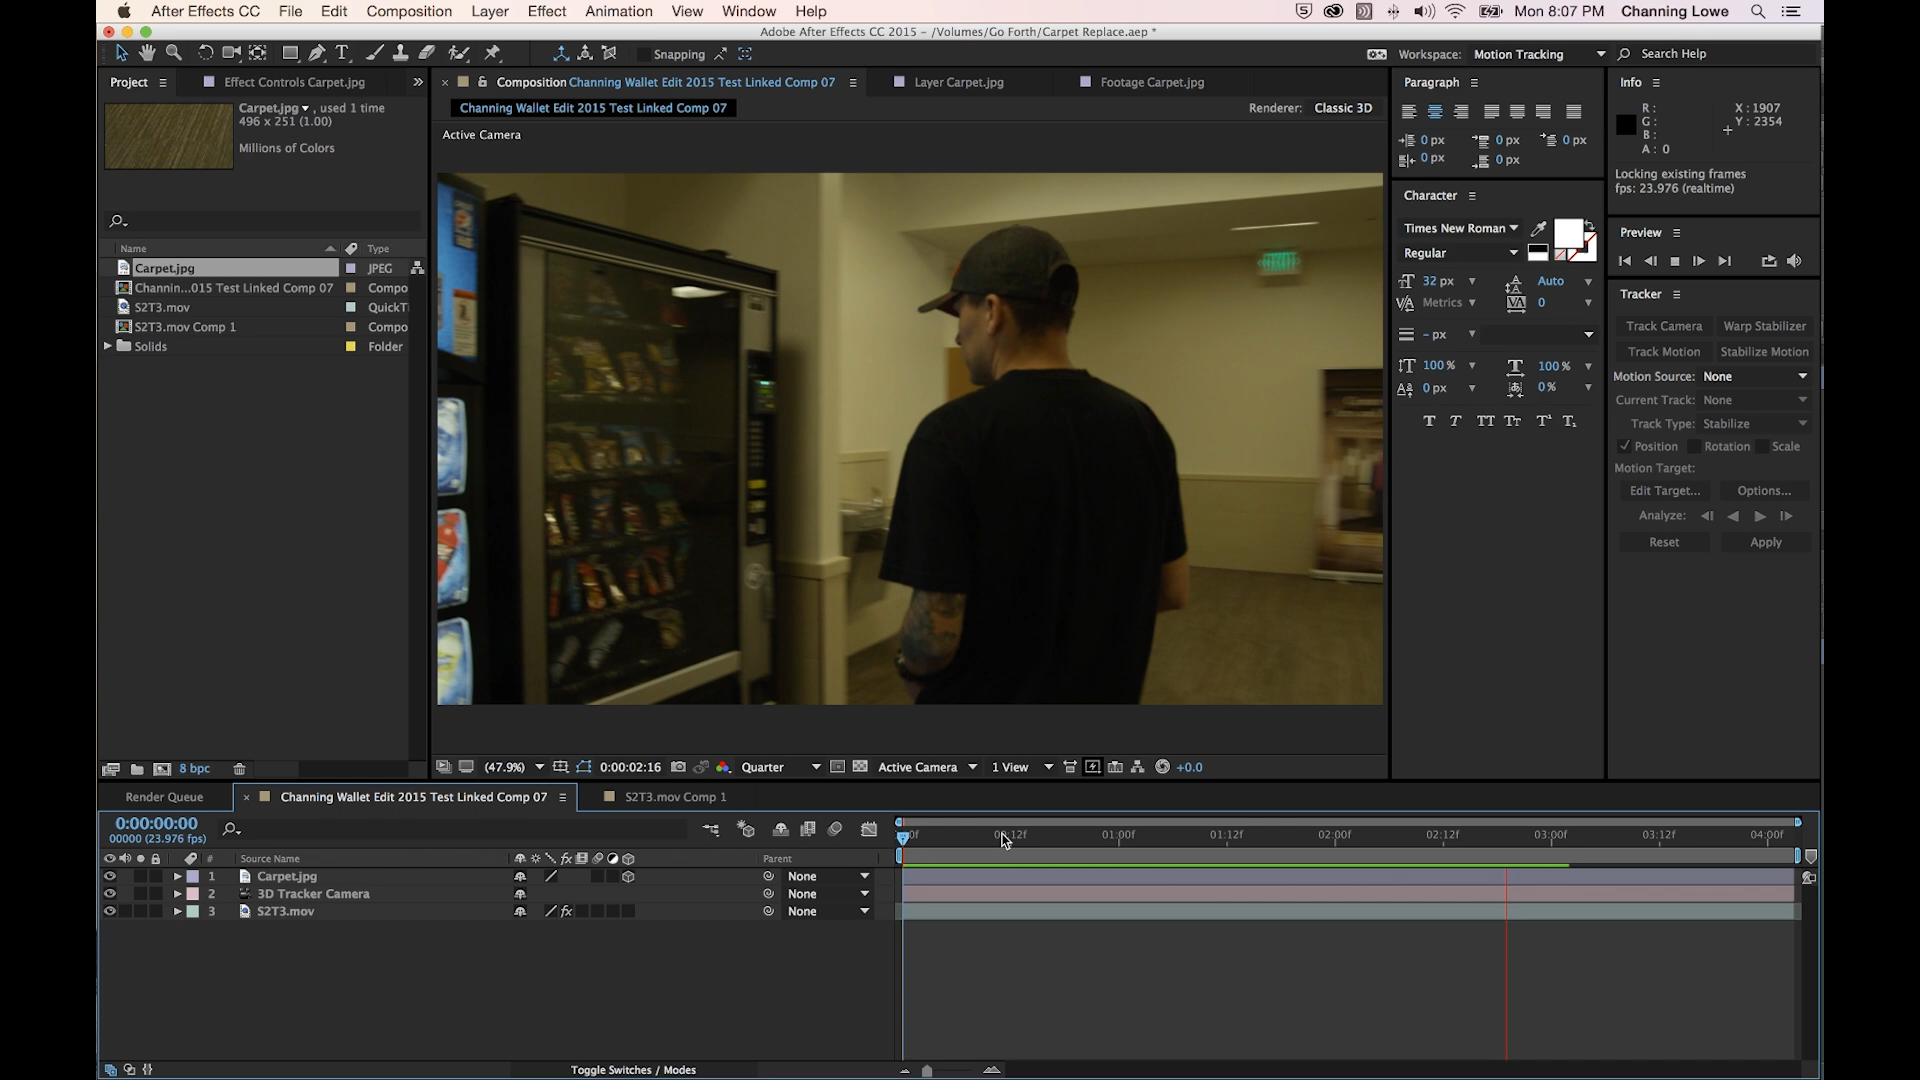 After Effects CC File Edit Composition Layer Effect Animation View Window Help
Mon 8:07 PM Channing Lowe
Adobe After Effects CC 2015 - /Volumes/Go Forth/Carpet Replace.aep *
Snapping
Workspace: Motion Tracking
Search Help
Project
Effect Controls Carpet.jpg
Composition Channing Wallet Edit 2015 Test Linked Comp 07
Layer Carpet.jpg
Footage Carpet.jpg
Channing Wallet Edit 2015 Test Linked Comp 07
Renderer: Classic 3D
Active Camera
Carpet.jpg , used 1 time
496 x 251 (1.00)
Millions of Colors
Name Type
Carpet.jpg JPEG
Channin...015 Test Linked Comp 07 Compo
S2T3.mov QuickTi
S2T3.mov Comp 1 Compo
Solids Folder
8 bpc
(47.9%) 0:00:02:16 Quarter Active Camera 1 View +0.0
Paragraph
0 px 0 px 0 px
0 px 0 px
Character
Times New Roman
Regular
32 px Auto
Metrics 0
- px
100 % 100 %
0 px 0 %
Info
R: X : 1907
G: Y : 2354
B:
A: 0
Locking existing frames
fps: 23.976 (realtime)
Preview
Tracker
Track Camera Warp Stabilizer
Track Motion Stabilize Motion
Motion Source: None
Current Track: None
Track Type: Stabilize
Position Rotation Scale
Motion Target:
Edit Target... Options...
Analyze:
Reset Apply
Render Queue
Channing Wallet Edit 2015 Test Linked Comp 07
S2T3.mov Comp 1
0:00:00:00
00000 (23.976 fps)
00:12f 01:00f 01:12f 02:00f 02:12f 03:00f 03:12f 04:00f
# Source Name Parent
1 Carpet.jpg None
2 3D Tracker Camera None
3 S2T3.mov None
Toggle Switches / Modes